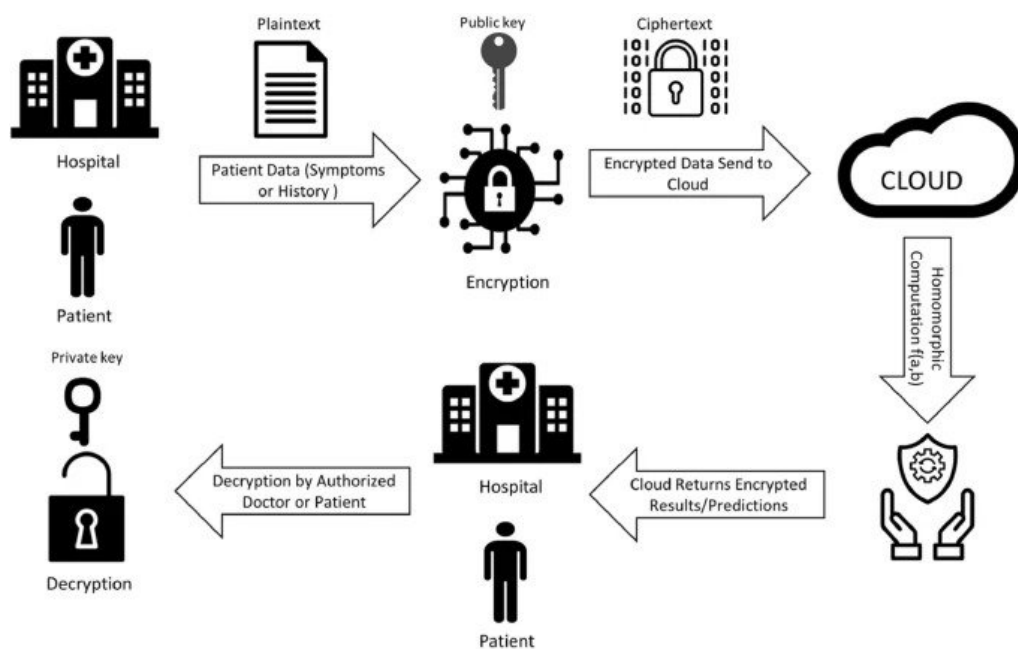 Plaintext
Public key
Ciphertext
Hospital
Patient Data (Symptoms
or History )
Encrypted Data Send to
Cloud
CLOUD
Encryption
Patient
Homomorphic
Computation f(a,b)
Private key
Decryption by Authorized
Doctor or Patient
Hospital
Cloud Returns Encrypted
Results/Predictions
Decryption
Patient